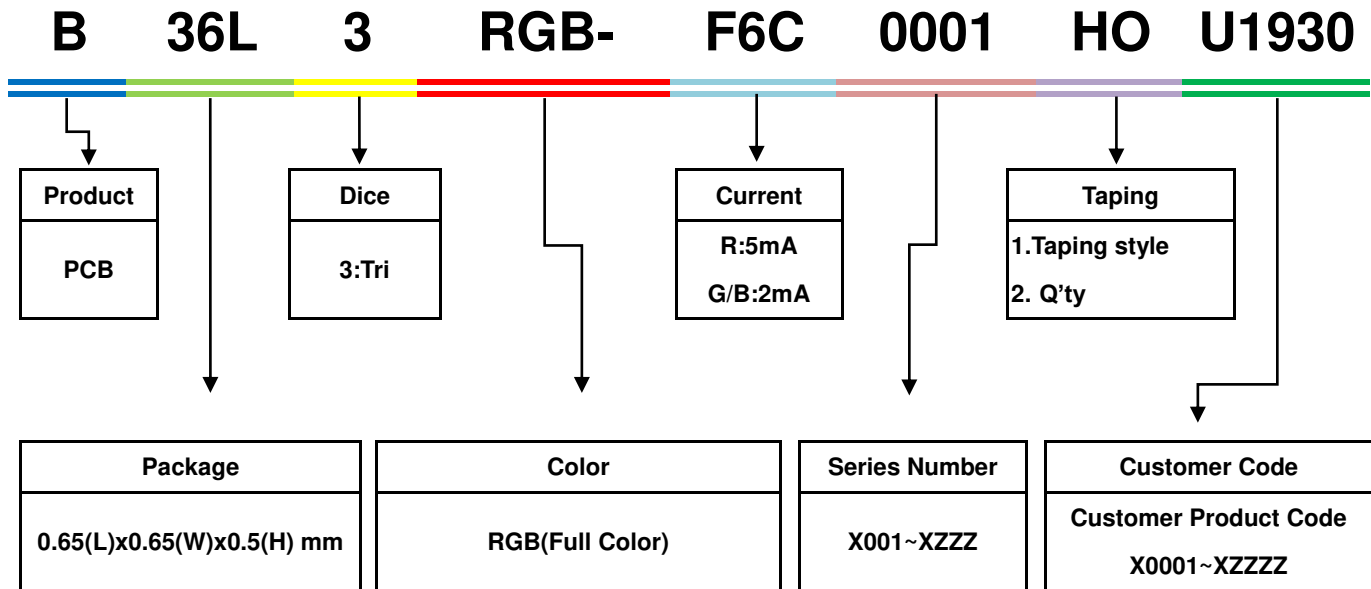 B 36L 3 RGB- F6C 0001 HO U1930
Product
PCB
Dice
3:Tri
Current
R:5mA
G/B:2mA
Taping
1.Taping style
2. Q'ty
Package
0.65(L)x0.65(W)x0.5(H) mm
Color
RGB(Full Color)
Series Number
X001~XZZZ
Customer Code
Customer Product Code
X0001~XZZZZ